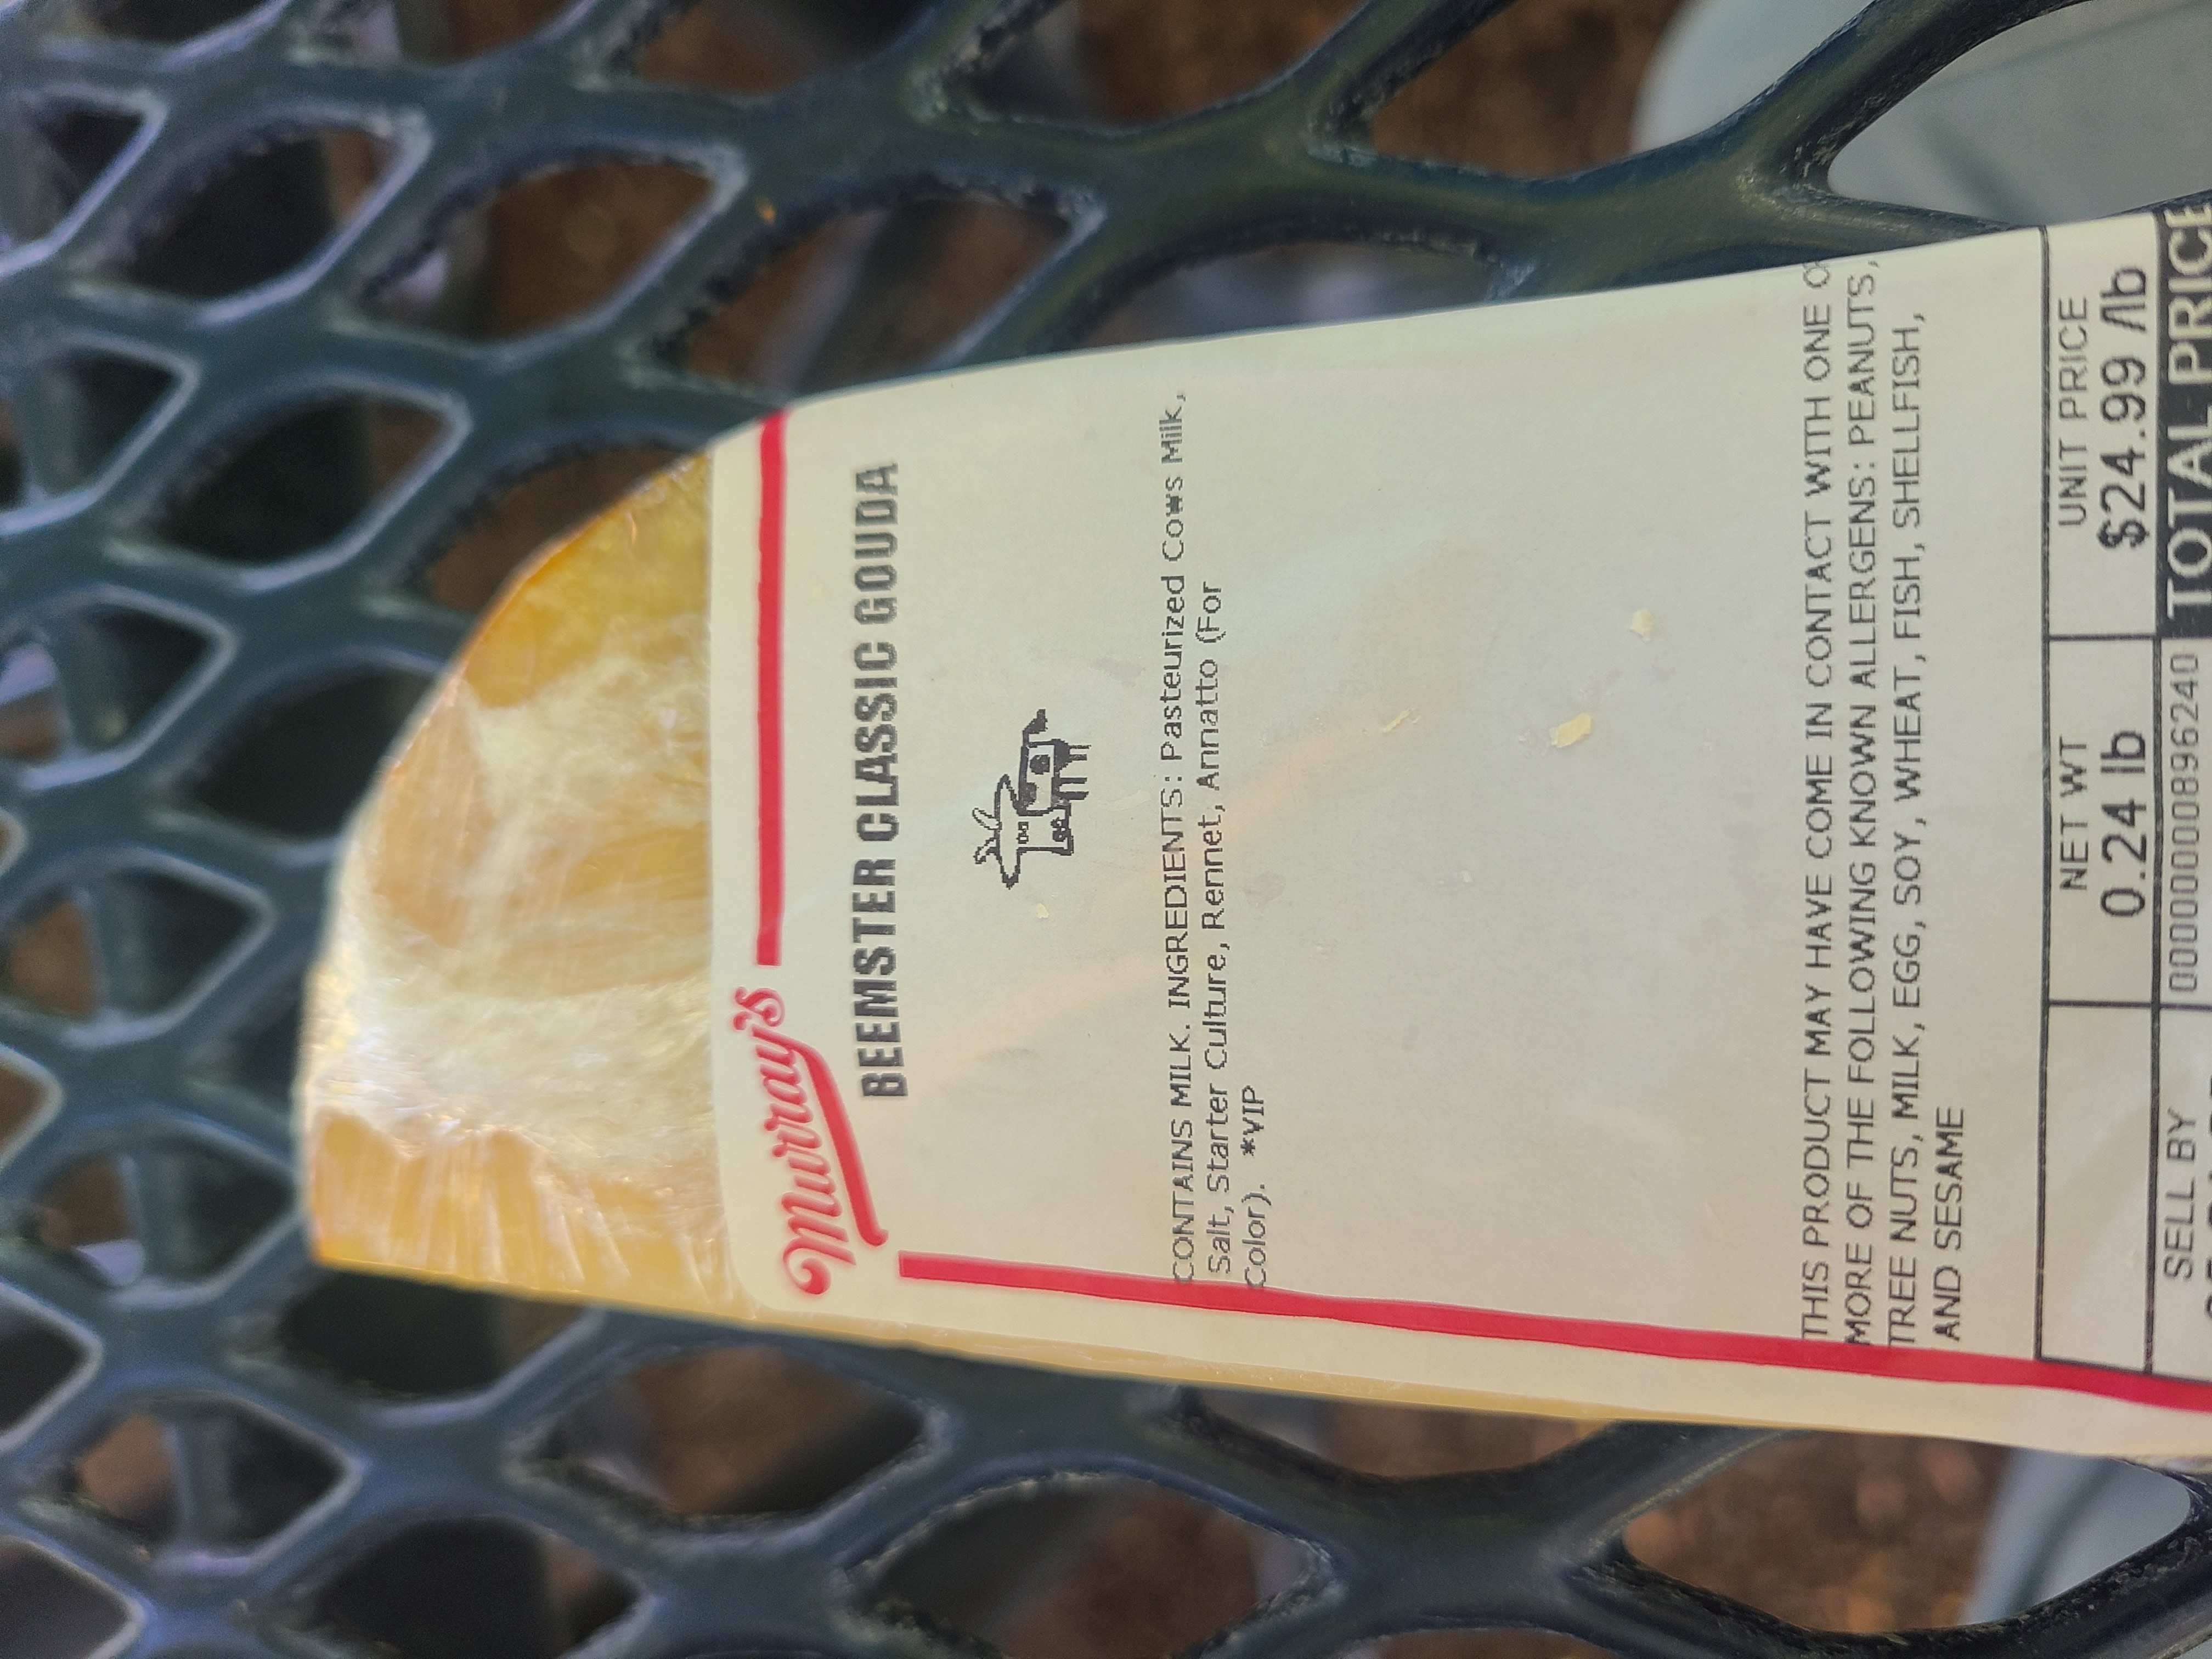 Murray's
BEEMSTER CLASSIC GOUDA
CONTAINS MILK. INGREDIENTS: Pasteurized Cows Milk,
Salt, Starter Culture, Rennet, Annatto (For
Color). *VIP
THIS PRODUCT MAY HAVE COME IN CONTACT WITH ONE
MORE OF THE FOLLOWING KNOWN ALLERGENS: PEANUTS,
TREE NUTS, MILK, EGG, SOY, WHEAT, FISH, SHELLFISH,
AND SESAME
NET WT
0.24 lb
UNIT PRICE
$24.99 /lb
SELL BY
00000000896240
TOTAL PRICE